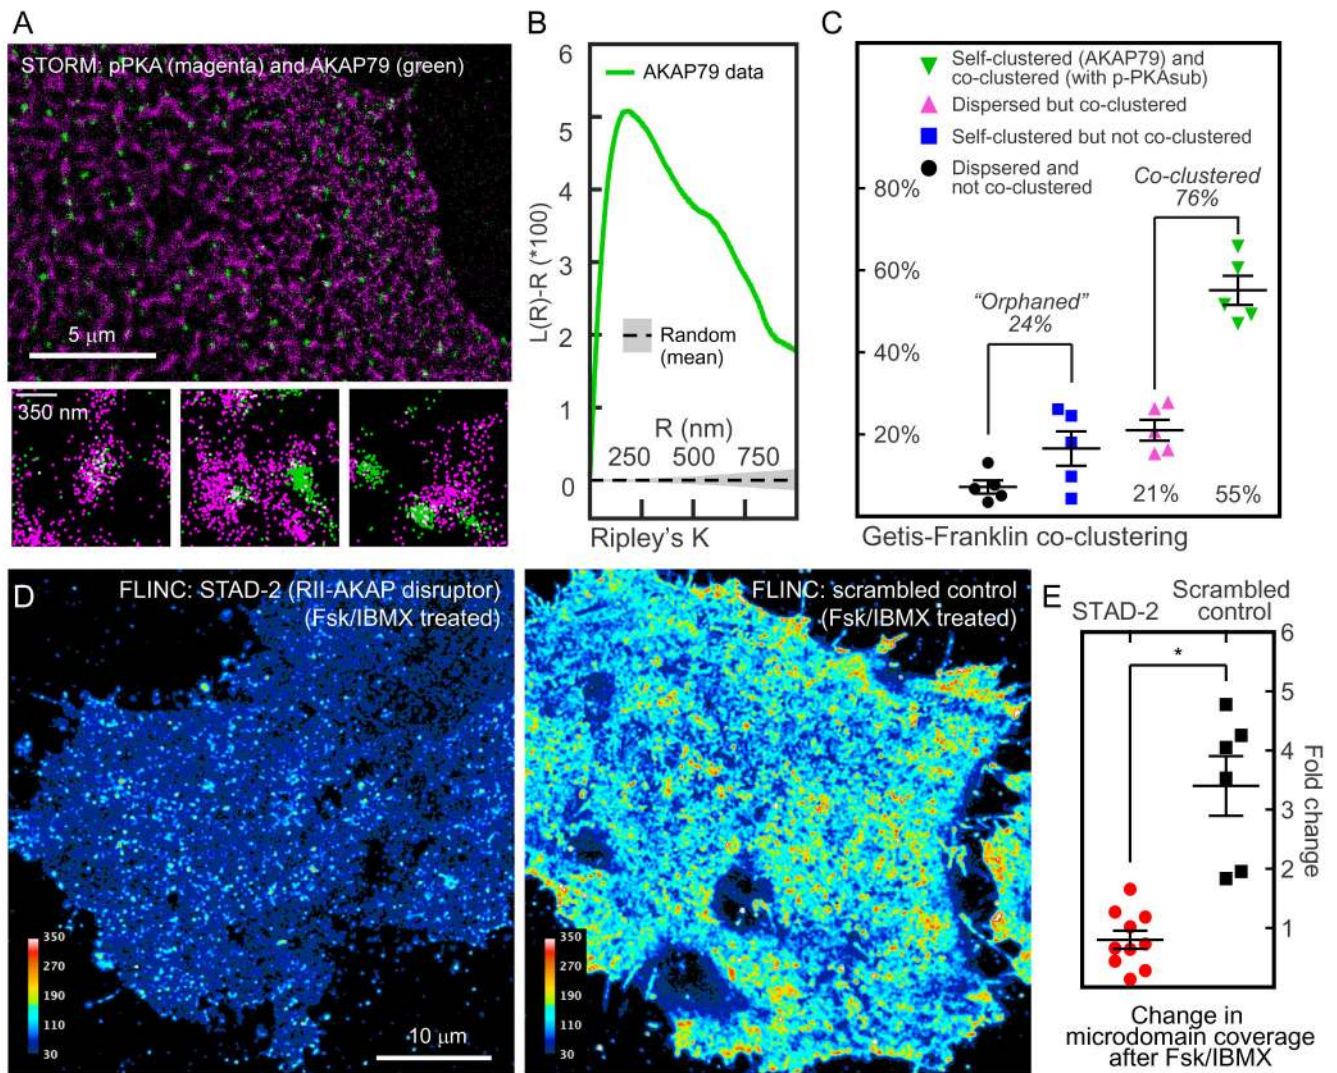 A
STORM: pPKA (magenta) and AKAP79 (green)
5 μm
350 nm
B
6
5
4
3
2
1
0
L(R)-R (*100)
AKAP79 data
Random
(mean)
R (nm)
250 500 750
Ripley's K
C
Self-clustered (AKAP79) and
co-clustered (with p-PKAsub)
Dispersed but co-clustered
Self-clustered but not co-clustered
Dispsered and
not co-clustered
80%
60%
40%
20%
"Orphaned"
24%
Co-clustered
76%
21% 55%
Getis-Franklin co-clustering
D
FLINC: STAD-2 (RII-AKAP disruptor)
(Fsk/IBMX treated)
350
270
190
110
30
10 μm
FLINC: scrambled control
(Fsk/IBMX treated)
350
270
190
110
30
E
STAD-2
Scrambled
control
*
6
5
4
3
2
1
Fold change
Change in
microdomain coverage
after Fsk/IBMX